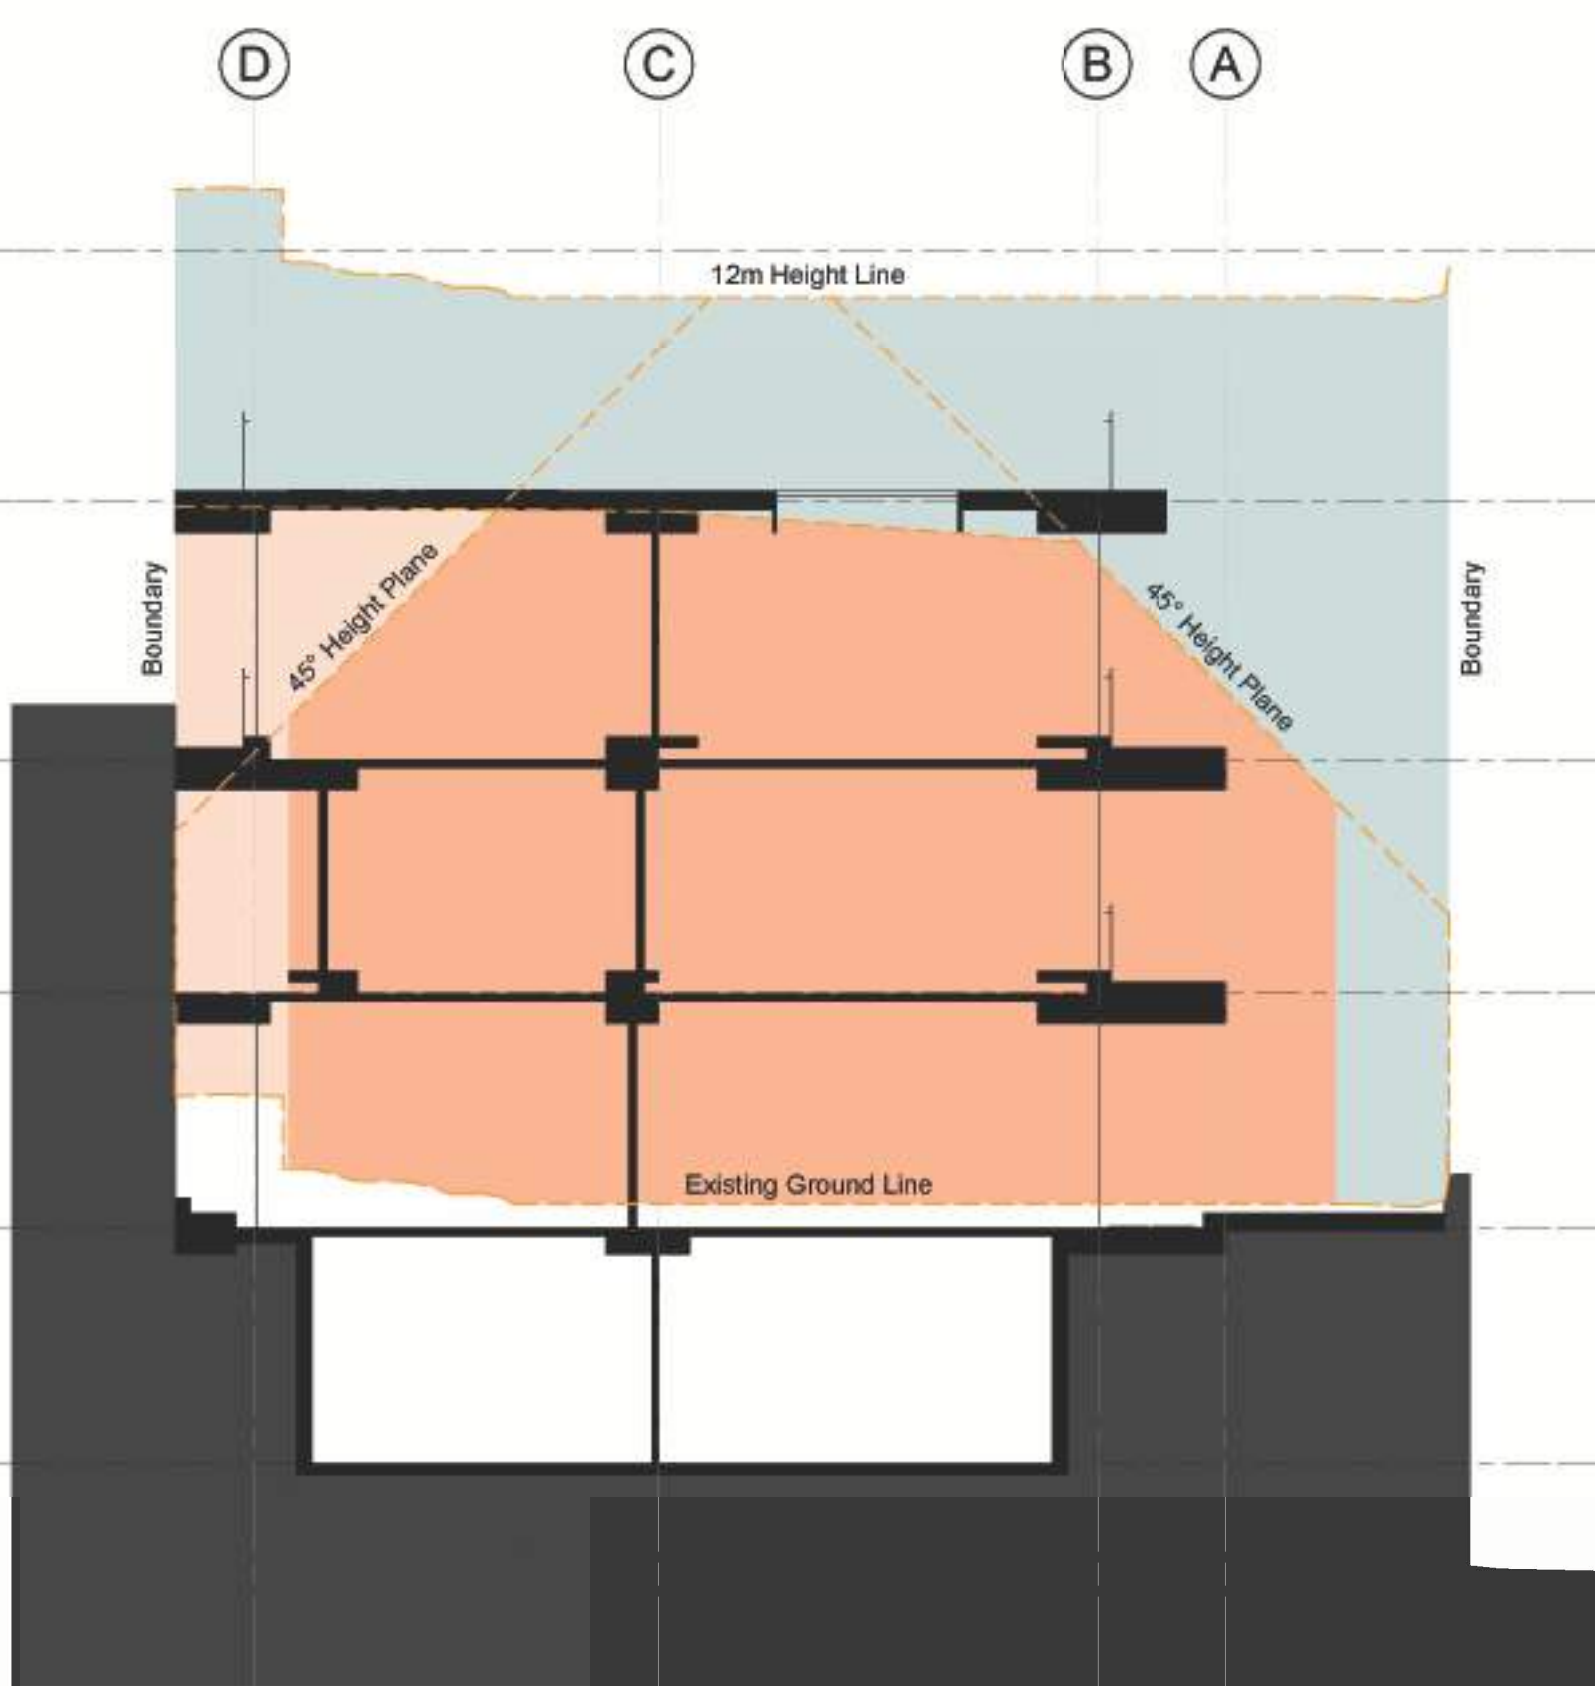 D
C
B
A
12m Height Line
Boundary
45° Height Plane
45° Height Plane
Boundary
Existing Ground Line